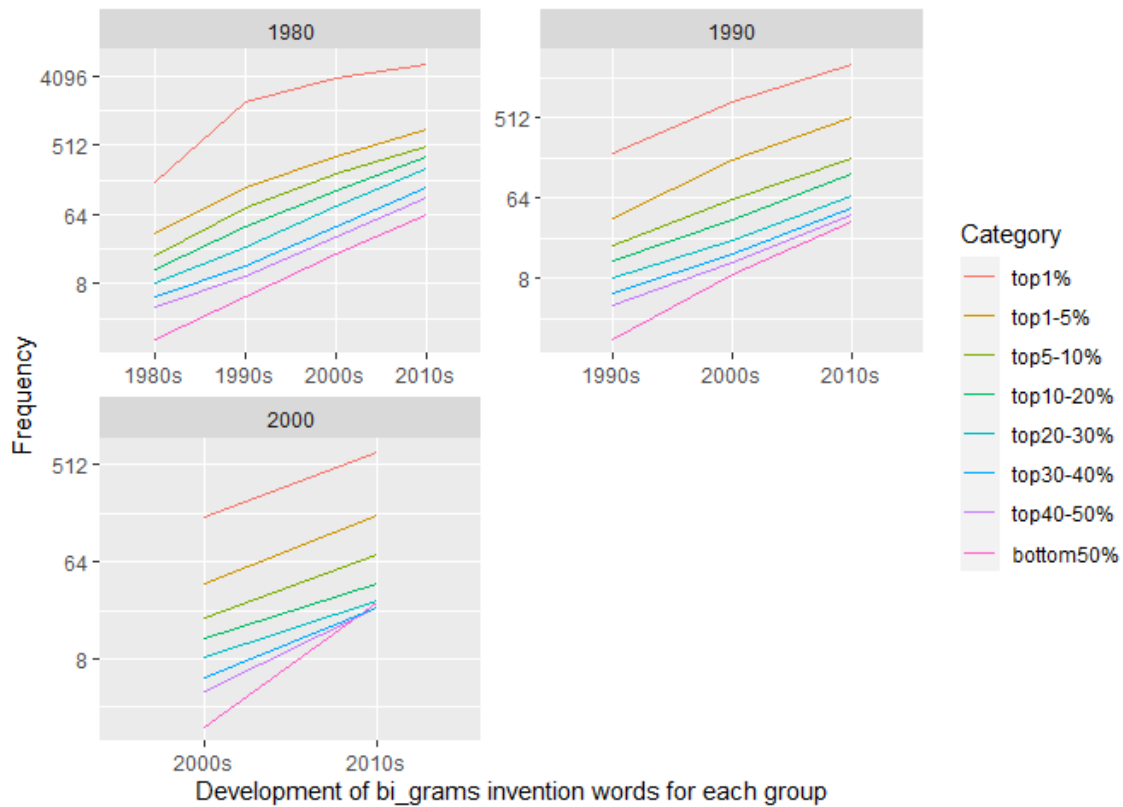 1980
1990
4096
512
64
8
512
64
8
1980s 1990s 2000s 2010s
1990s 2000s 2010s
2000
512
64
8
2000s 2010s
Frequency
Development of bi_grams invention words for each group
Category
top1%
top1-5%
top5-10%
top10-20%
top20-30%
top30-40%
top40-50%
bottom50%